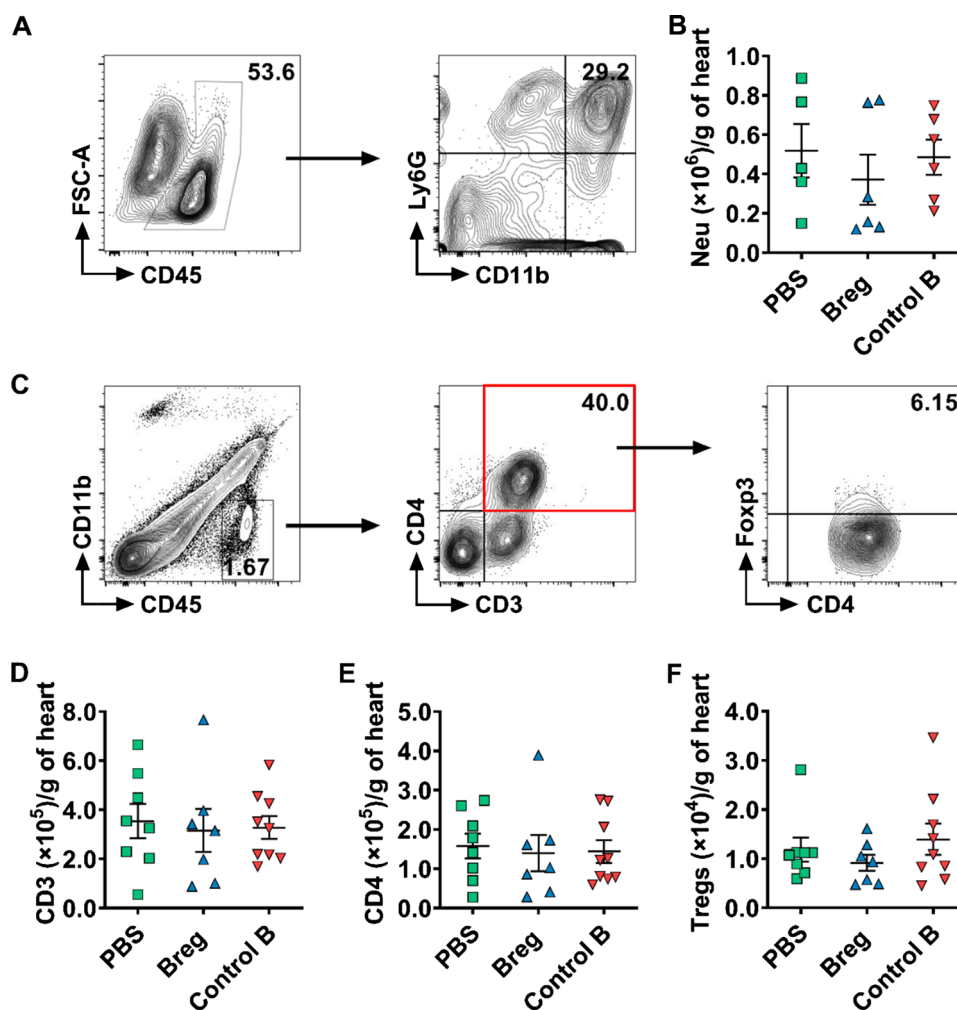 A
53.6
FSC-A
CD45
29.2
Ly6G
CD11b
B
Neu (×10⁶)/g of heart
1.0
0.8
0.6
0.4
0.2
0.0
PBS
Breg
Control B
C
CD11b
1.67
CD45
40.0
CD4
CD3
6.15
Foxp3
CD4
D
CD3 (×10⁵)/g of heart
8.0
6.0
4.0
2.0
0.0
PBS
Breg
Control B
E
CD4 (×10⁵)/g of heart
5.0
4.0
3.0
2.0
1.0
0.0
PBS
Breg
Control B
F
Tregs (×10⁴)/g of heart
4.0
3.0
2.0
1.0
0.0
PBS
Breg
Control B